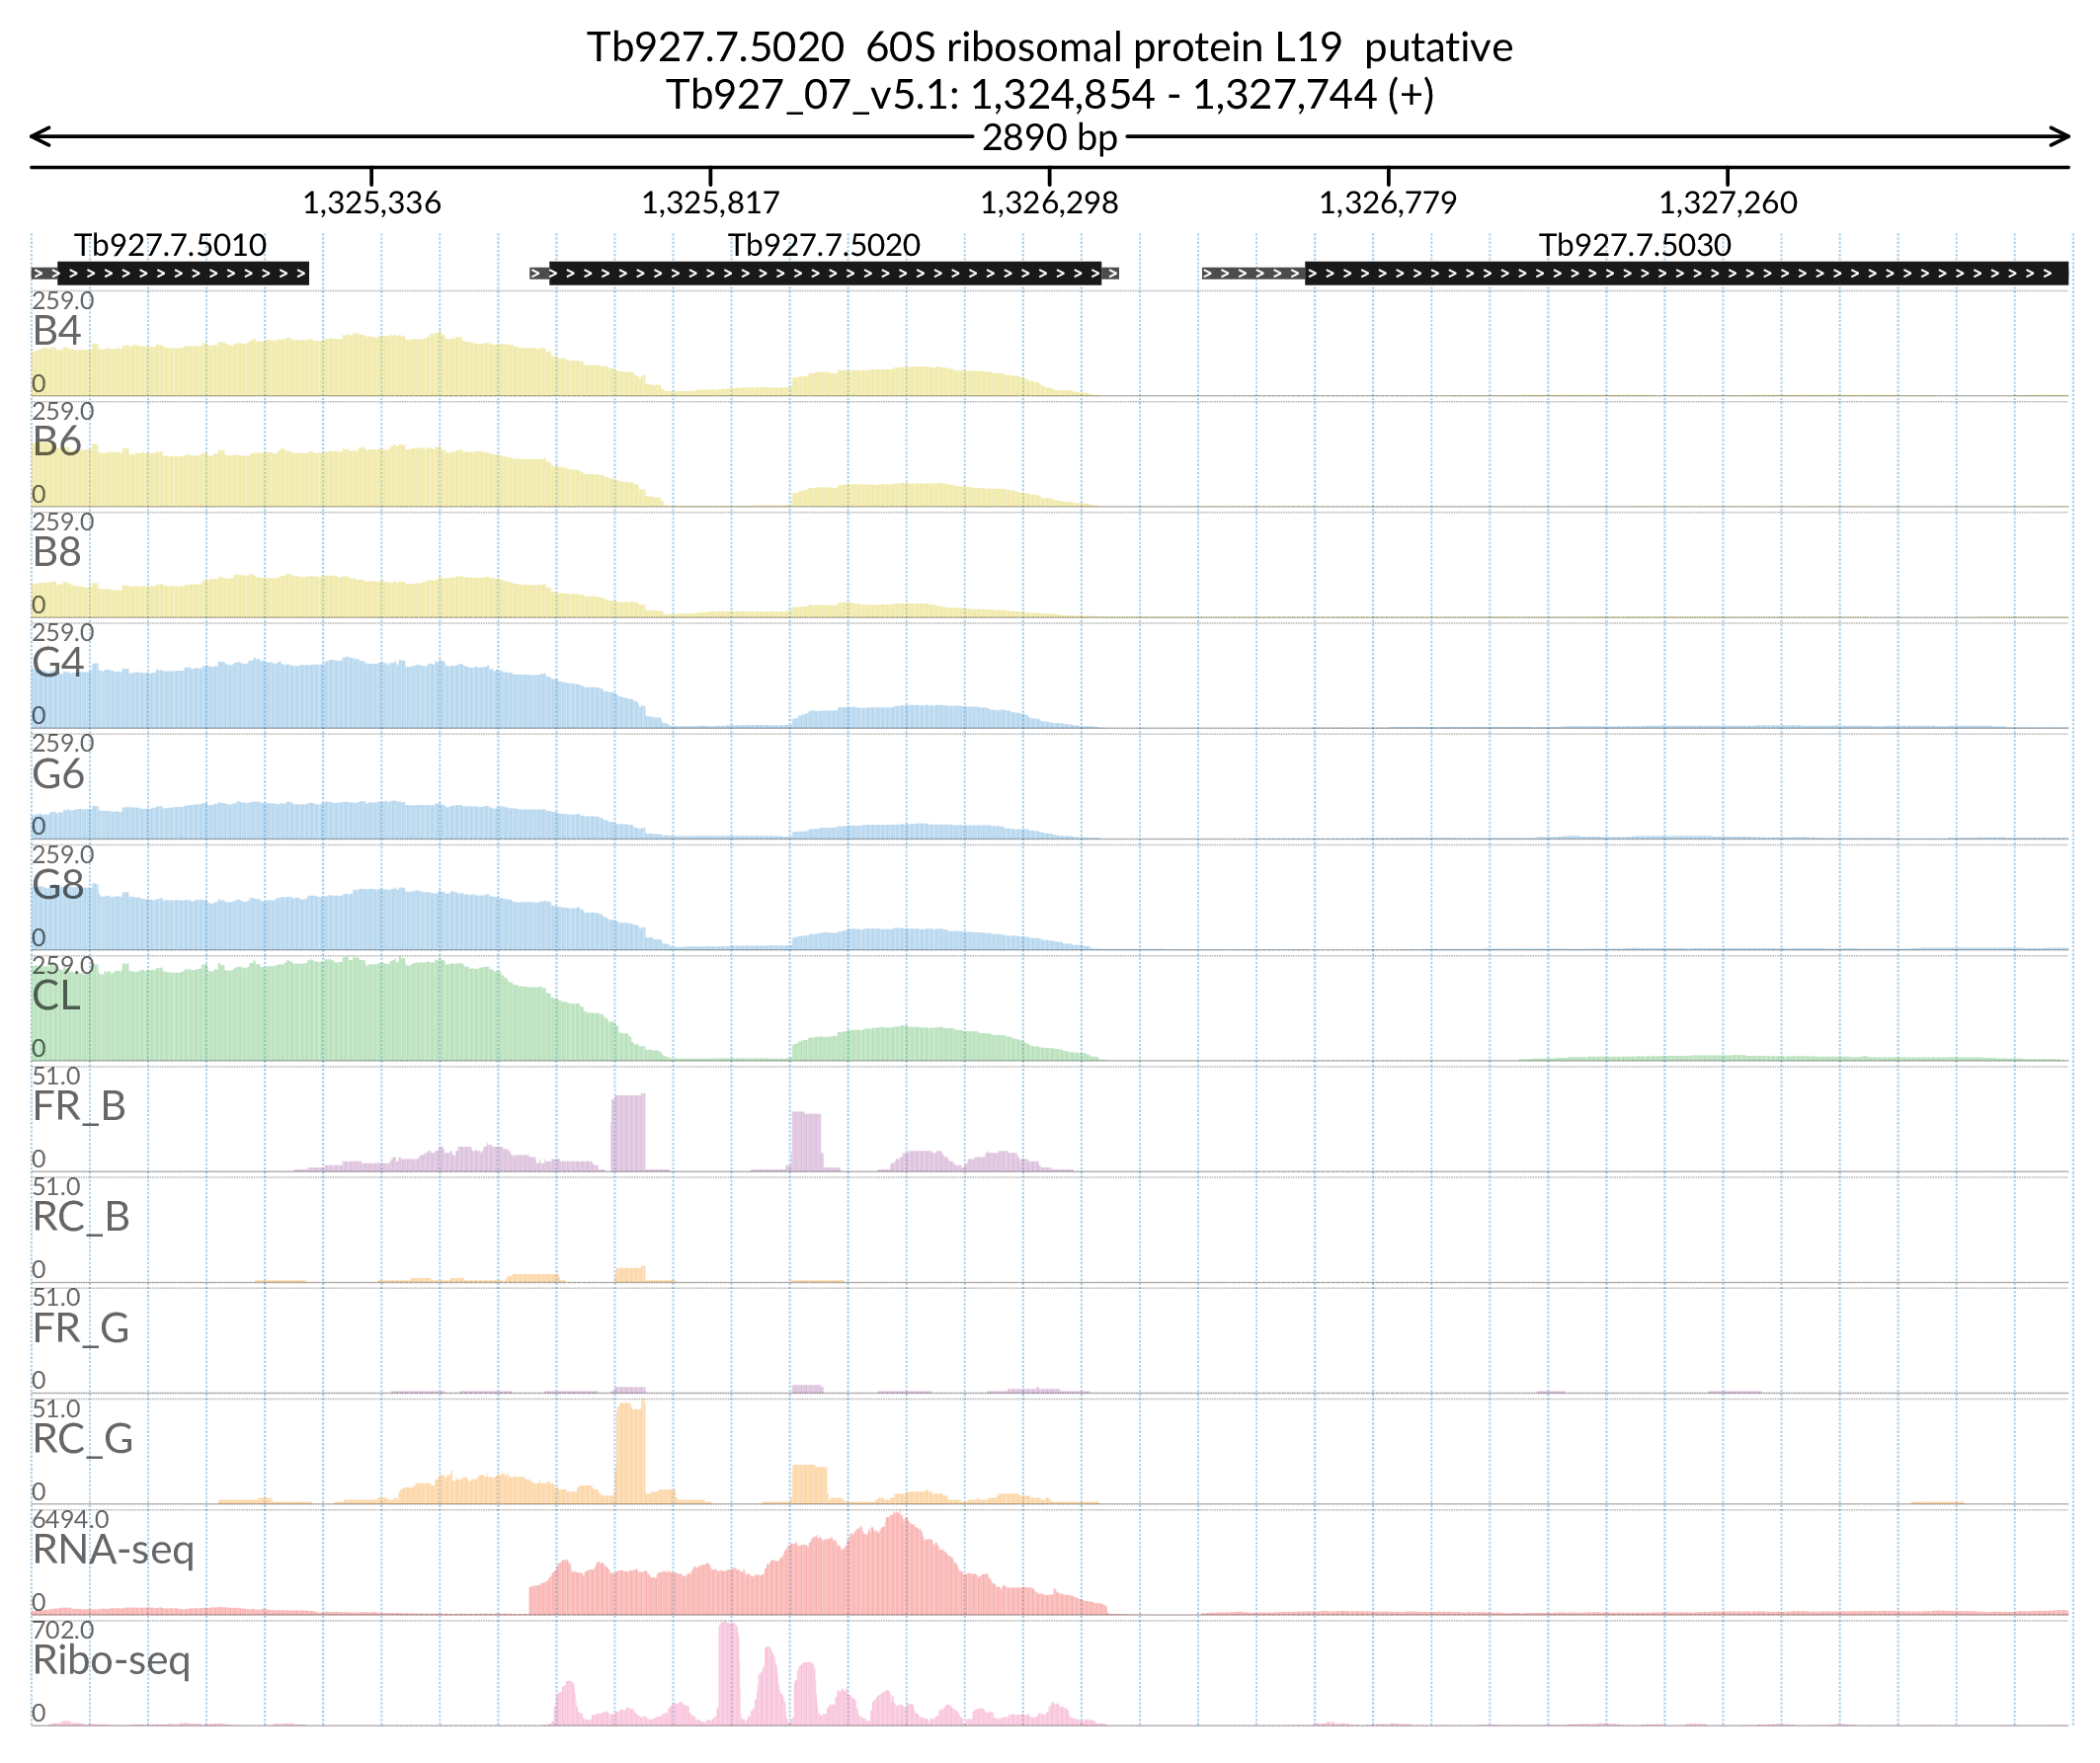 Tb927.7.5020  60S ribosomal protein L19  putative
Tb927_07_v5.1: 1,324,854 - 1,327,744 (+)
2890 bp
1,325,336 1,325,817 1,326,298 1,326,779 1,327,260
Tb927.7.5010 Tb927.7.5020 Tb927.7.5030
259.0
B4
0
259.0
B6
0
259.0
B8
0
259.0
G4
0
259.0
G6
0
259.0
G8
0
259.0
CL
0
51.0
FR_B
0
51.0
RC_B
0
51.0
FR_G
0
51.0
RC_G
0
6494.0
RNA-seq
0
702.0
Ribo-seq
0